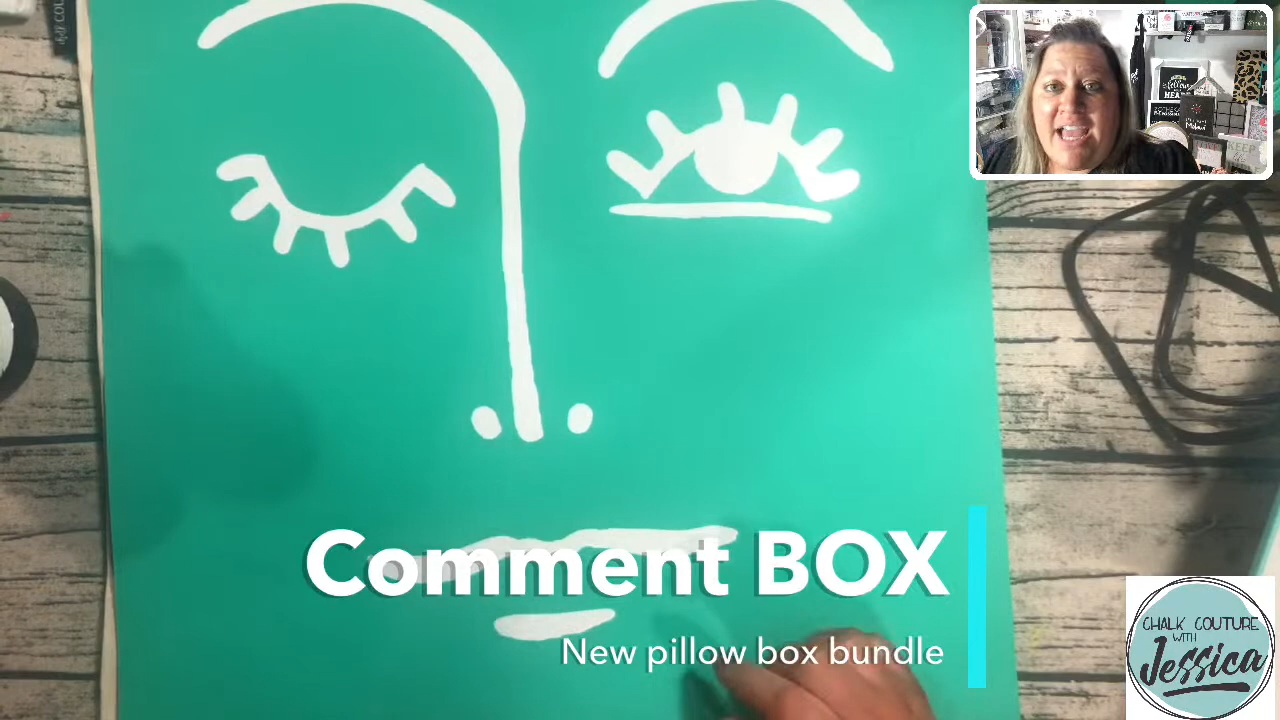 Comment BOX
New pillow box bundle
CHALK COUTURE
WITH
Jessica